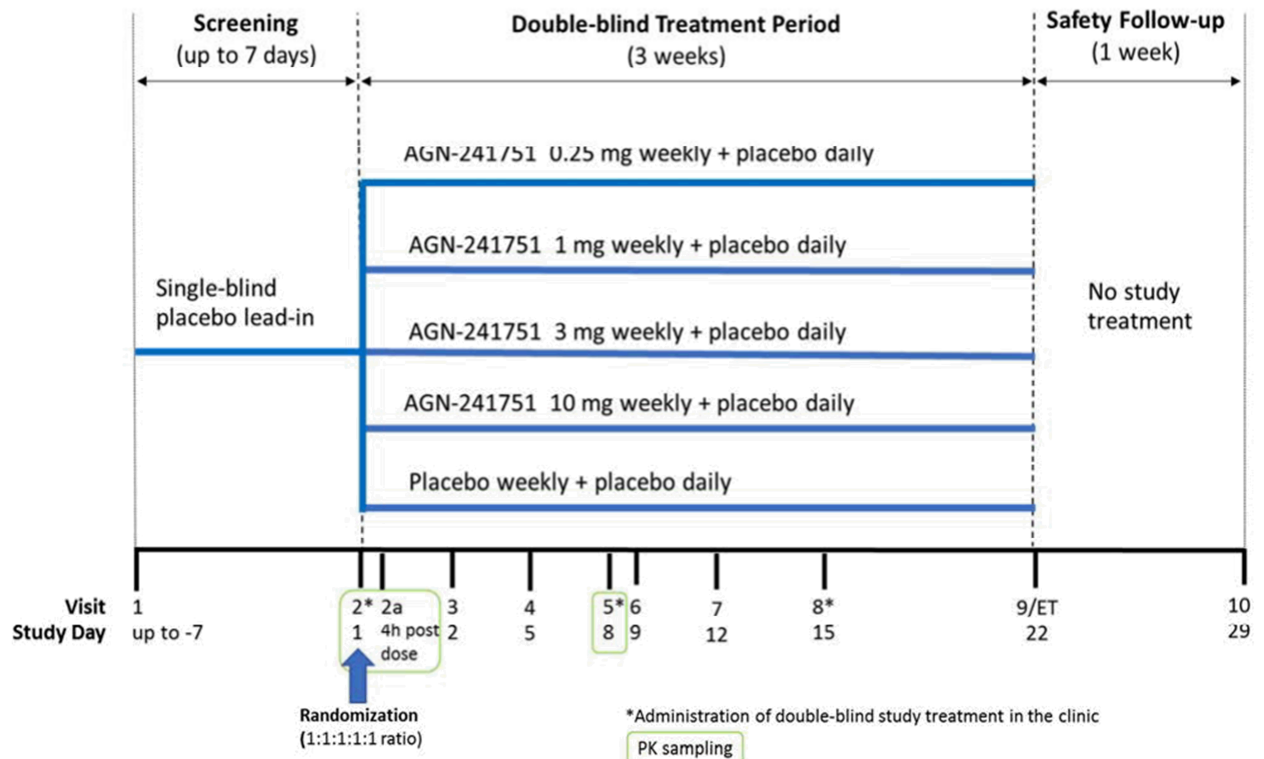 Screening
(up to 7 days)
Double-blind Treatment Period
(3 weeks)
Safety Follow-up
(1 week)
AGN-241751 0.25 mg weekly + placebo daily
AGN-241751 1 mg weekly + placebo daily
Single-blind
placebo lead-in
No study
treatment
AGN-241751 3 mg weekly + placebo daily
AGN-241751 10 mg weekly + placebo daily
Placebo weekly + placebo daily
Visit 1 2* 2a 3 4 5* 6 7 8* 9/ET 10
Study Day up to -7 1 4h post dose 2 5 8 9 12 15 22 29
Randomization
(1:1:1:1:1 ratio)
*Administration of double-blind study treatment in the clinic
PK sampling